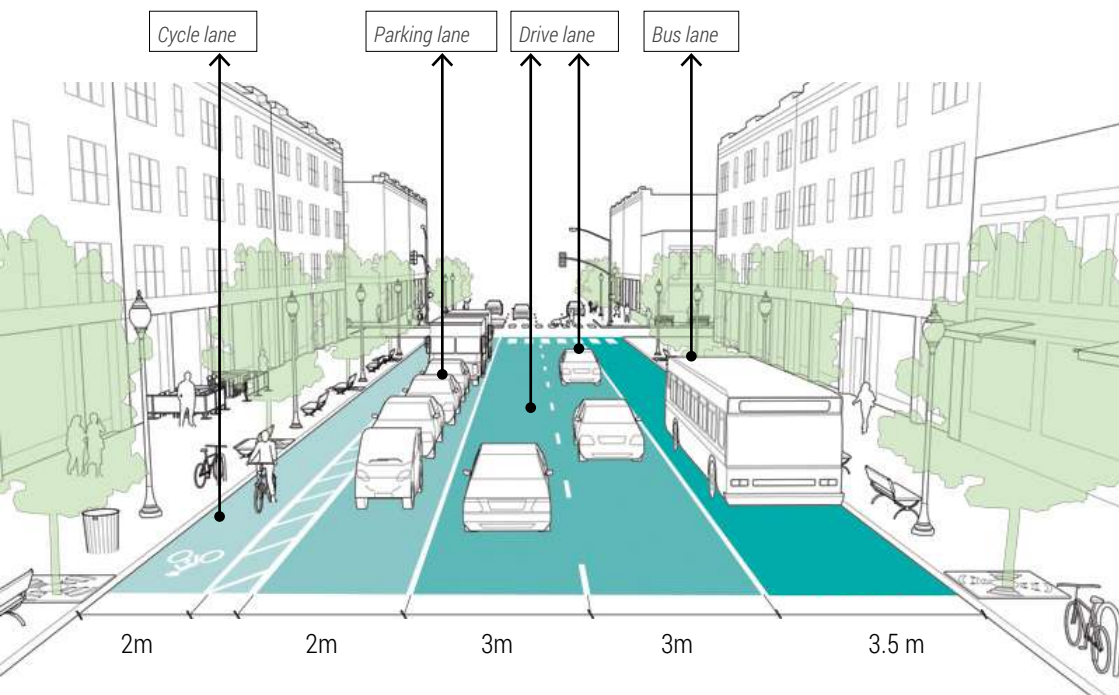 Cycle lane
Parking lane
Drive lane
Bus lane
2m
2m
3m
3m
3.5 m